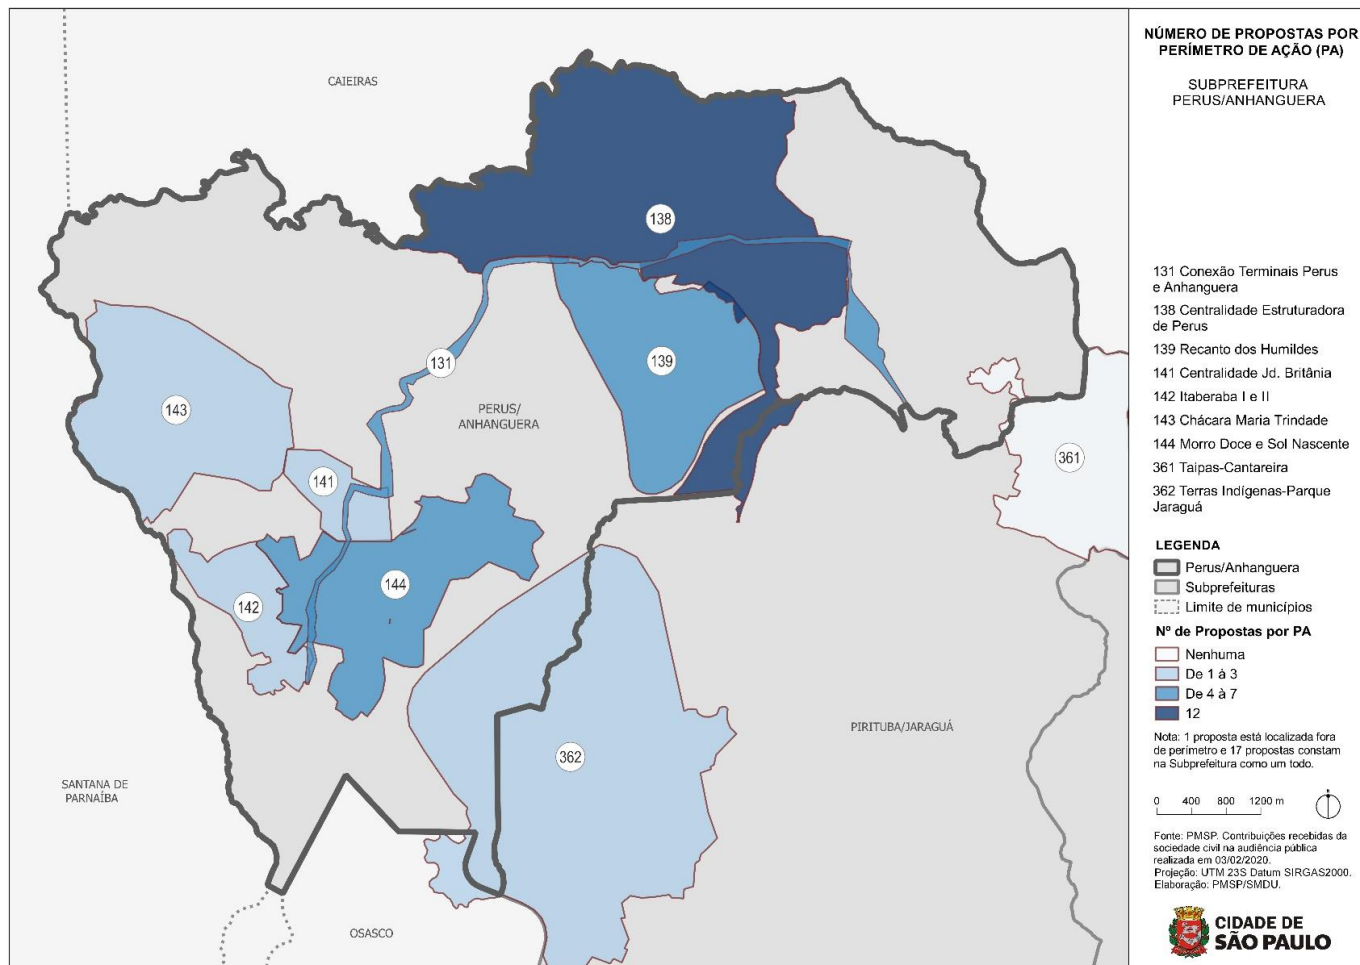 NÚMERO DE PROPOSTAS POR
PERÍMETRO DE AÇÃO (PA)
SUBPREFEITURA
PERUS/ANHANGUERA
131 Conexão Terminais Perus
e Anhanguera
138 Centralidade Estruturadora
de Perus
139 Recanto dos Humildes
141 Centralidade Jd. Britânia
142 Itaberaba I e II
143 Chácara Maria Trindade
144 Morro Doce e Sol Nascente
361 Taipas-Cantareira
362 Terras Indígenas-Parque
Jaraguá
LEGENDA
Perus/Anhanguera
Subprefeituras
Limite de municípios
Nº de Propostas por PA
Nenhuma
De 1 à 3
De 4 à 7
12
Nota: 1 proposta está localizada fora
de perímetro e 17 propostas constam
na Subprefeitura como um todo.
0 400 800 1200 m
Fonte: PMSP. Contribuições recebidas da
sociedade civil na audiência pública
realizada em 03/02/2020.
Projeção: UTM 23S Datum SIRGAS2000.
Elaboração: PMSP/SMDU.
CIDADE DE
SÃO PAULO
CAIEIRAS
138
131
139
143
PERUS/
ANHANGUERA
361
141
144
142
PIRITUBA/JARAGUÁ
362
SANTANA DE
PARNAÍBA
OSASCO